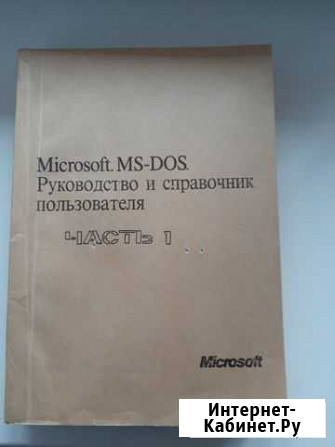 Microsoft. MS-DOS.
Руководство и справочник
пользователя
ЧАСТЬ 1
Microsoft
Интернет-
Кабинет.Ру